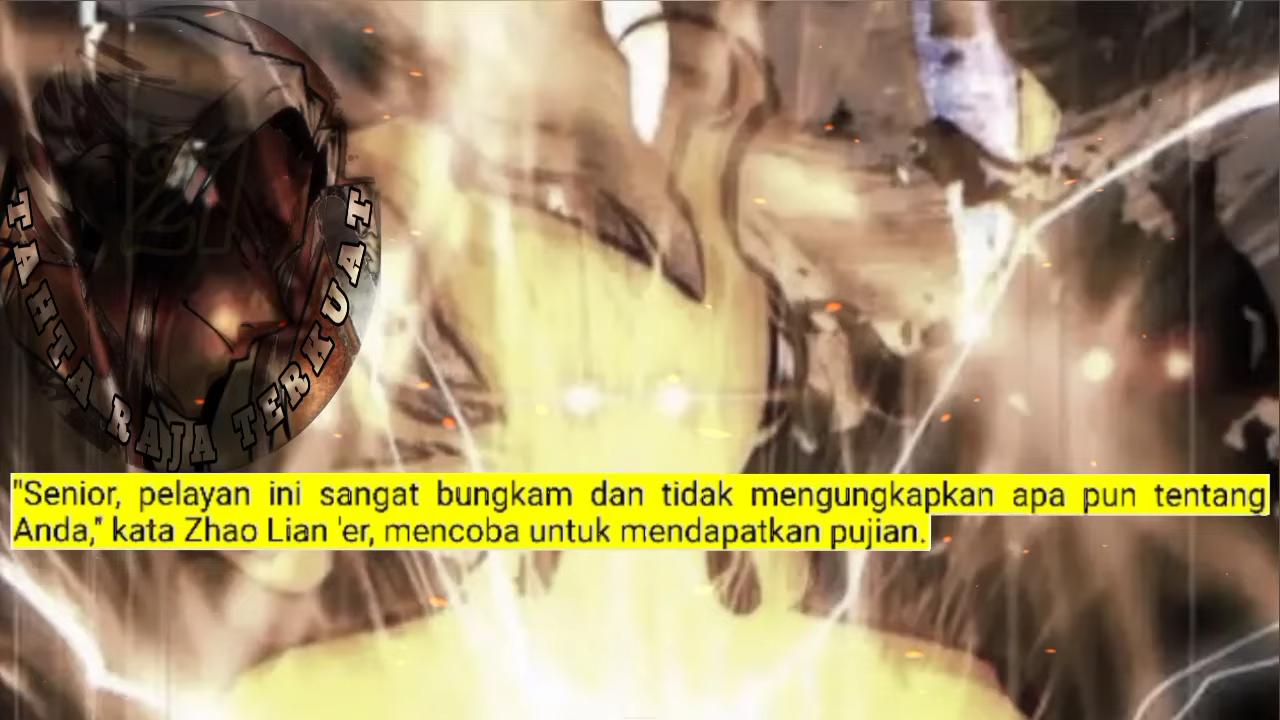 TAHTA RAJA TERKUAT
"Senior, pelayan ini sangat bungkam dan tidak mengungkapkan apa pun tentang
Anda," kata Zhao Lian 'er, mencoba untuk mendapatkan pujian.